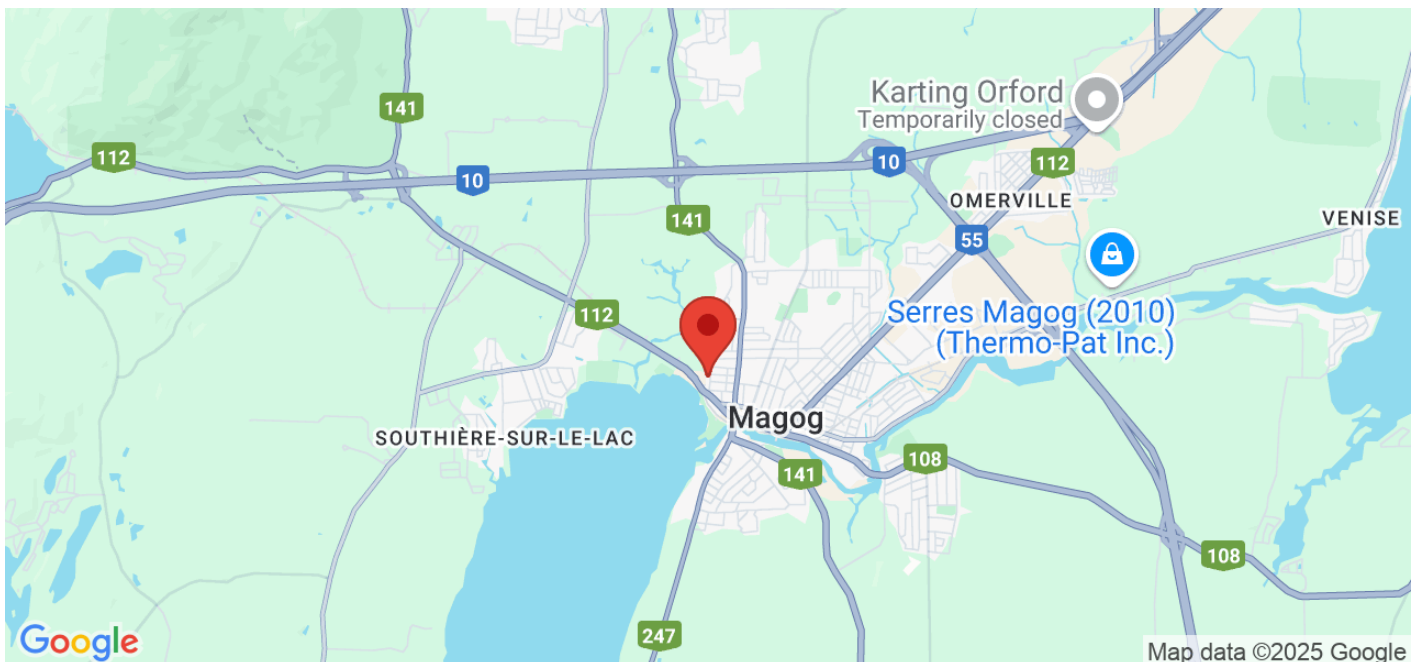 141
Karting Orford
Temporarily closed
112
10
10
112
OMERVILLE
141
VENISE
55
112
Serres Magog (2010)
(Thermo-Pat Inc.)
Magog
SOUTHIÈRE-SUR-LE-LAC
108
141
108
247
Google
Map data ©2025 Google